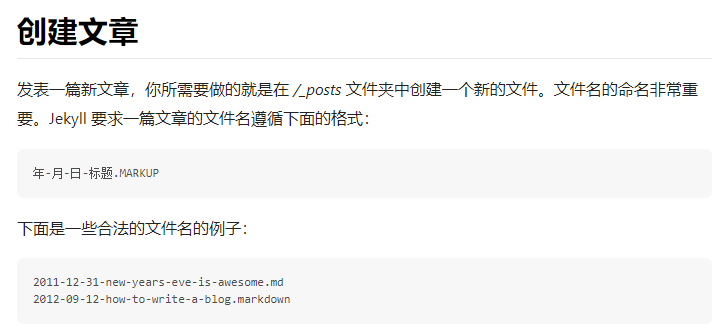 创建文章
发表一篇新文章，你所需要做的就是在 /_posts 文件夹中创建一个新的文件。文件名的命名非常重
要。Jekyll 要求一篇文章的文件名遵循下面的格式：
年-月-日-标题.MARKUP
下面是一些合法的文件名的例子：
2011-12-31-new-years-eve-is-awesome.md
2012-09-12-how-to-write-a-blog.markdown